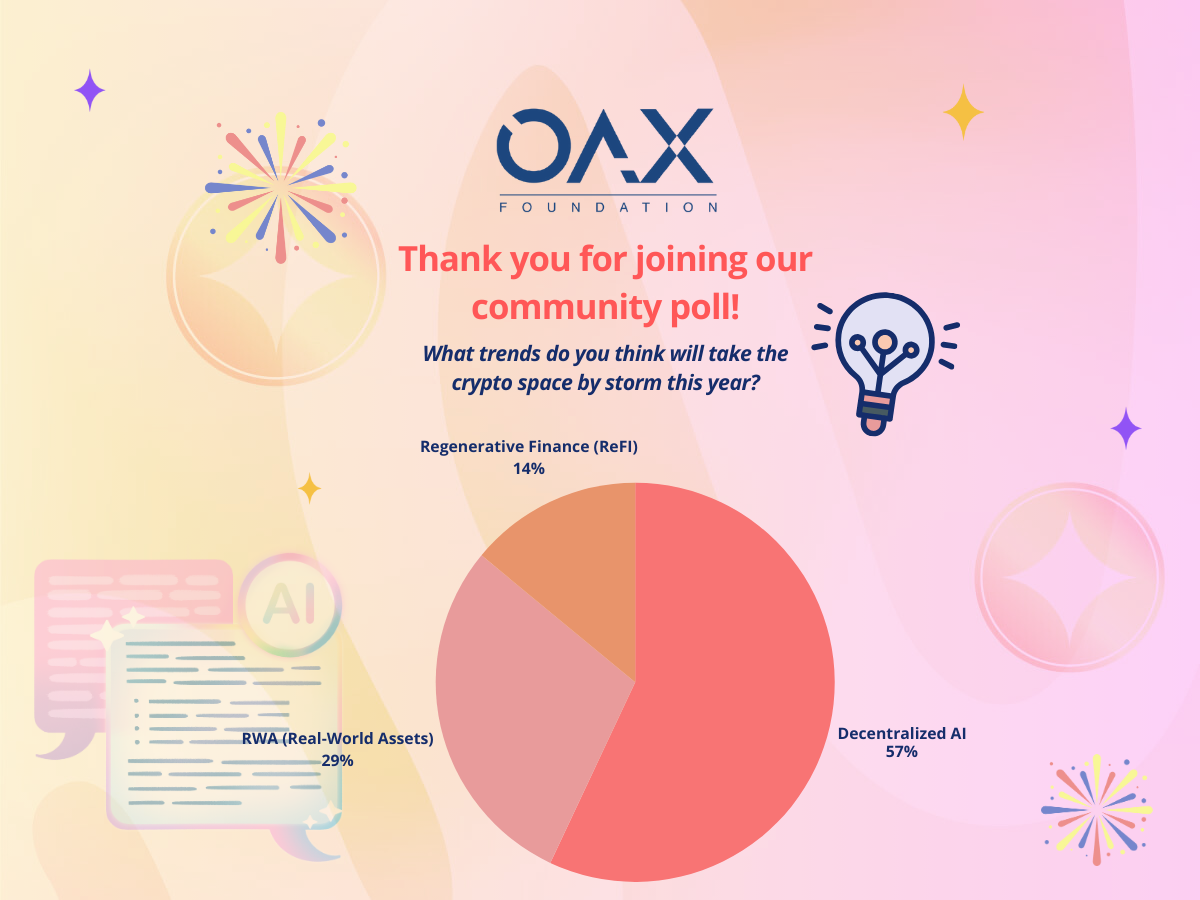 OAX
FOUNDATION
Thank you for joining our
community poll!
What trends do you think will take the
crypto space by storm this year?
Regenerative Finance (ReFI)
14%
AI
RWA (Real-World Assets)
29%
Decentralized AI
57%